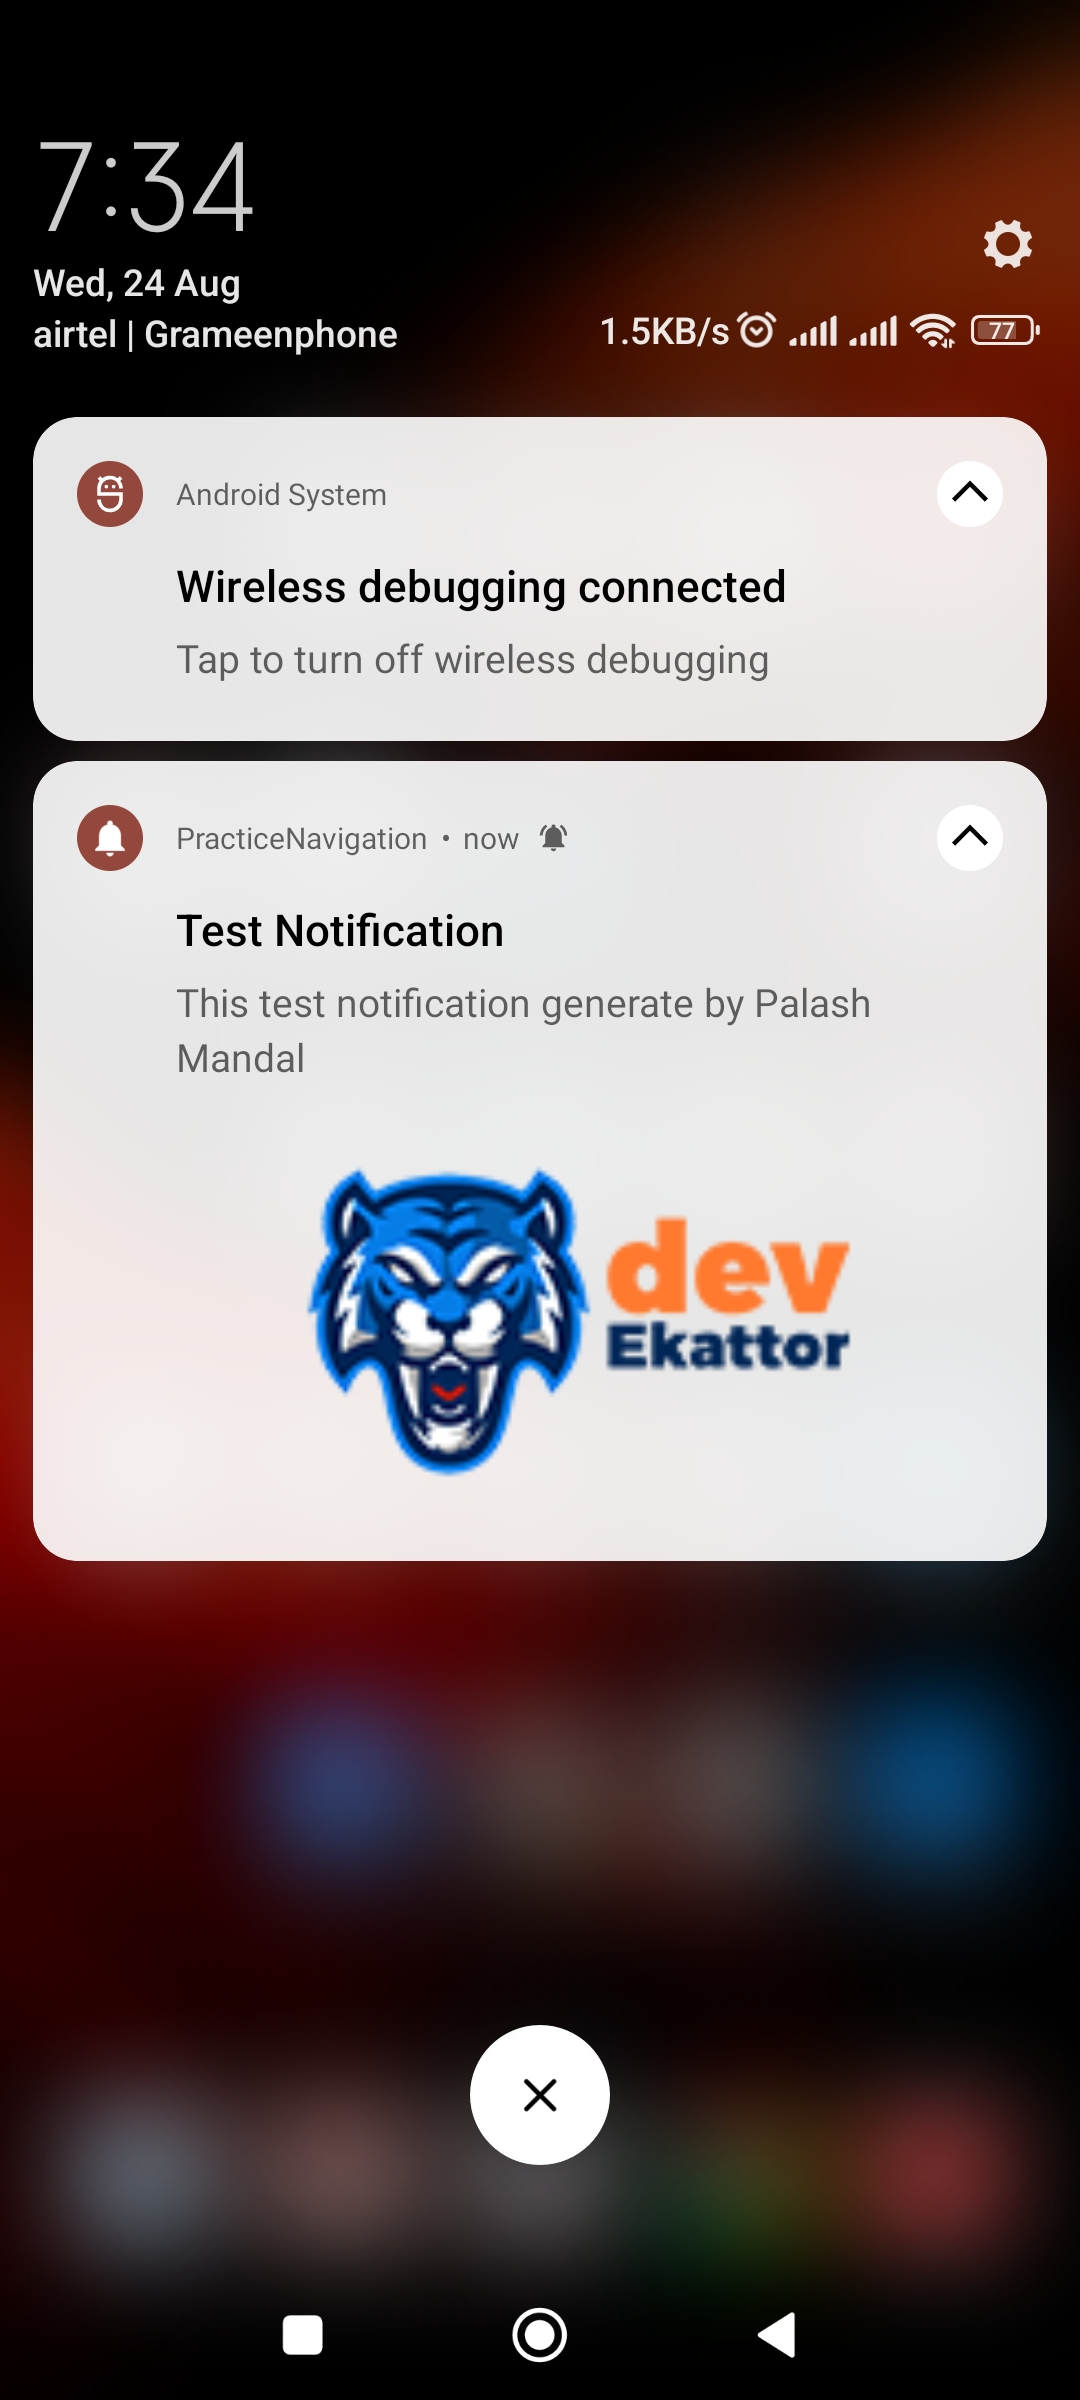 7:34
Wed, 24 Aug
airtel | Grameenphone
1.5KB/s
77
Android System
Wireless debugging connected
Tap to turn off wireless debugging
PracticeNavigation • now
Test Notification
This test notification generate by Palash
Mandal
dev
Ekattor